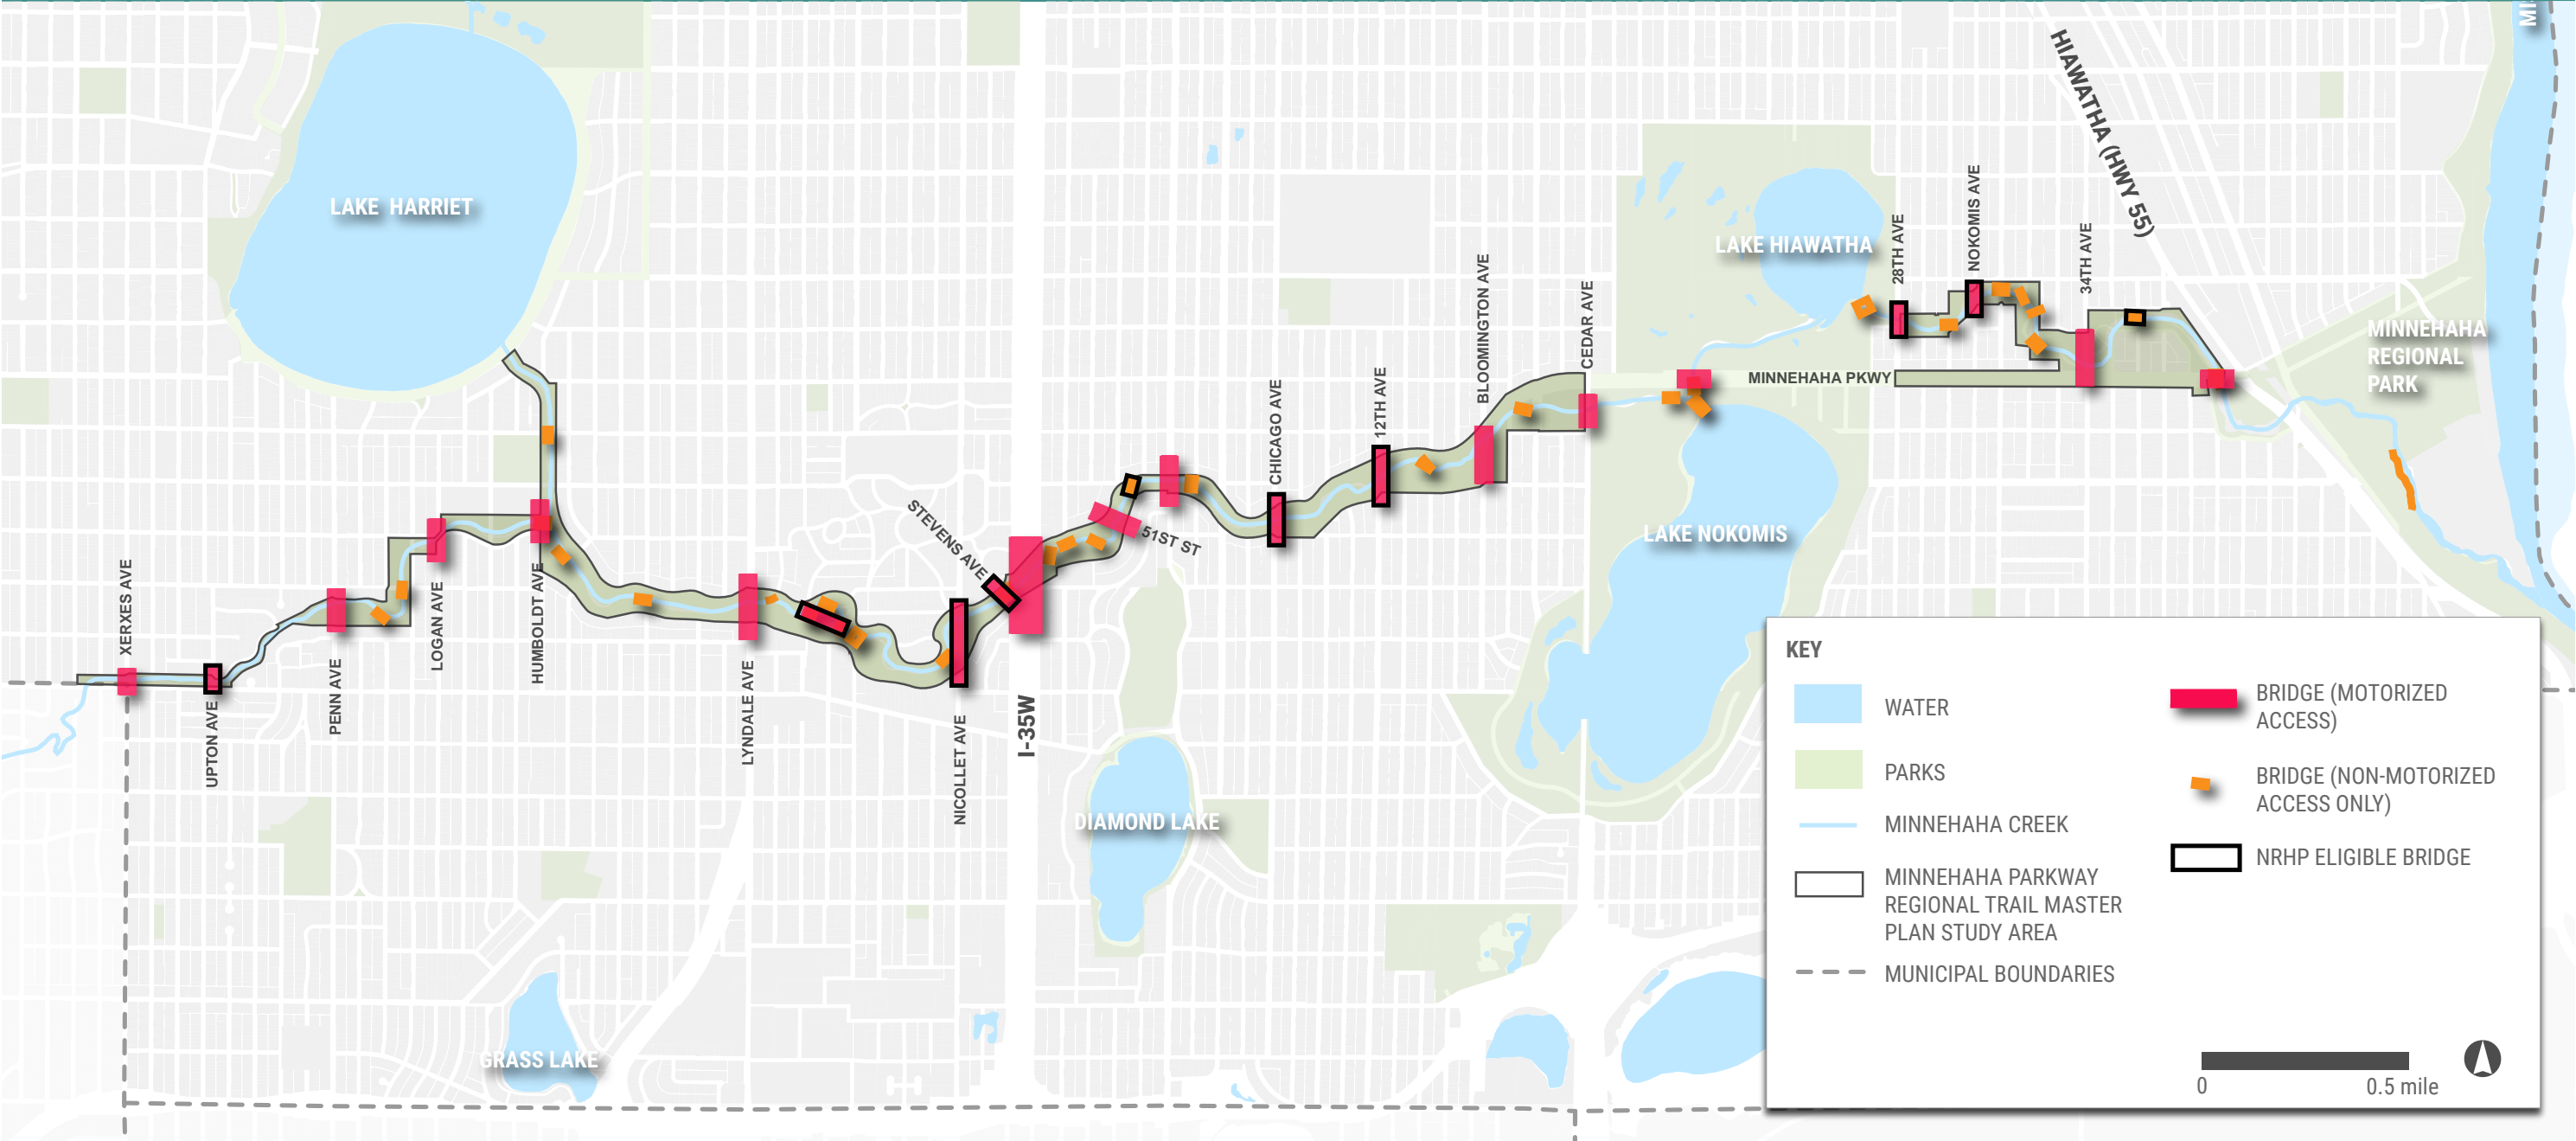 MI
HIAWATHA (HWY 55)
LAKE HARRIET
LAKE HIAWATHA
28TH AVE
NOKOMIS AVE
34TH AVE
MINNEHAHA
REGIONAL
PARK
BLOOMINGTON AVE
CEDAR AVE
MINNEHAHA PKWY
12TH AVE
CHICAGO AVE
51ST ST
STEVENS AVE
LAKE NOKOMIS
XERXES AVE
UPTON AVE
PENN AVE
LOGAN AVE
HUMBOLDT AVE
LYNDALE AVE
NICOLLET AVE
I-35W
DIAMOND LAKE
GRASS LAKE
KEY
WATER
PARKS
MINNEHAHA CREEK
MINNEHAHA PARKWAY
REGIONAL TRAIL MASTER
PLAN STUDY AREA
MUNICIPAL BOUNDARIES
BRIDGE (MOTORIZED
ACCESS)
BRIDGE (NON-MOTORIZED
ACCESS ONLY)
NRHP ELIGIBLE BRIDGE
0 0.5 mile